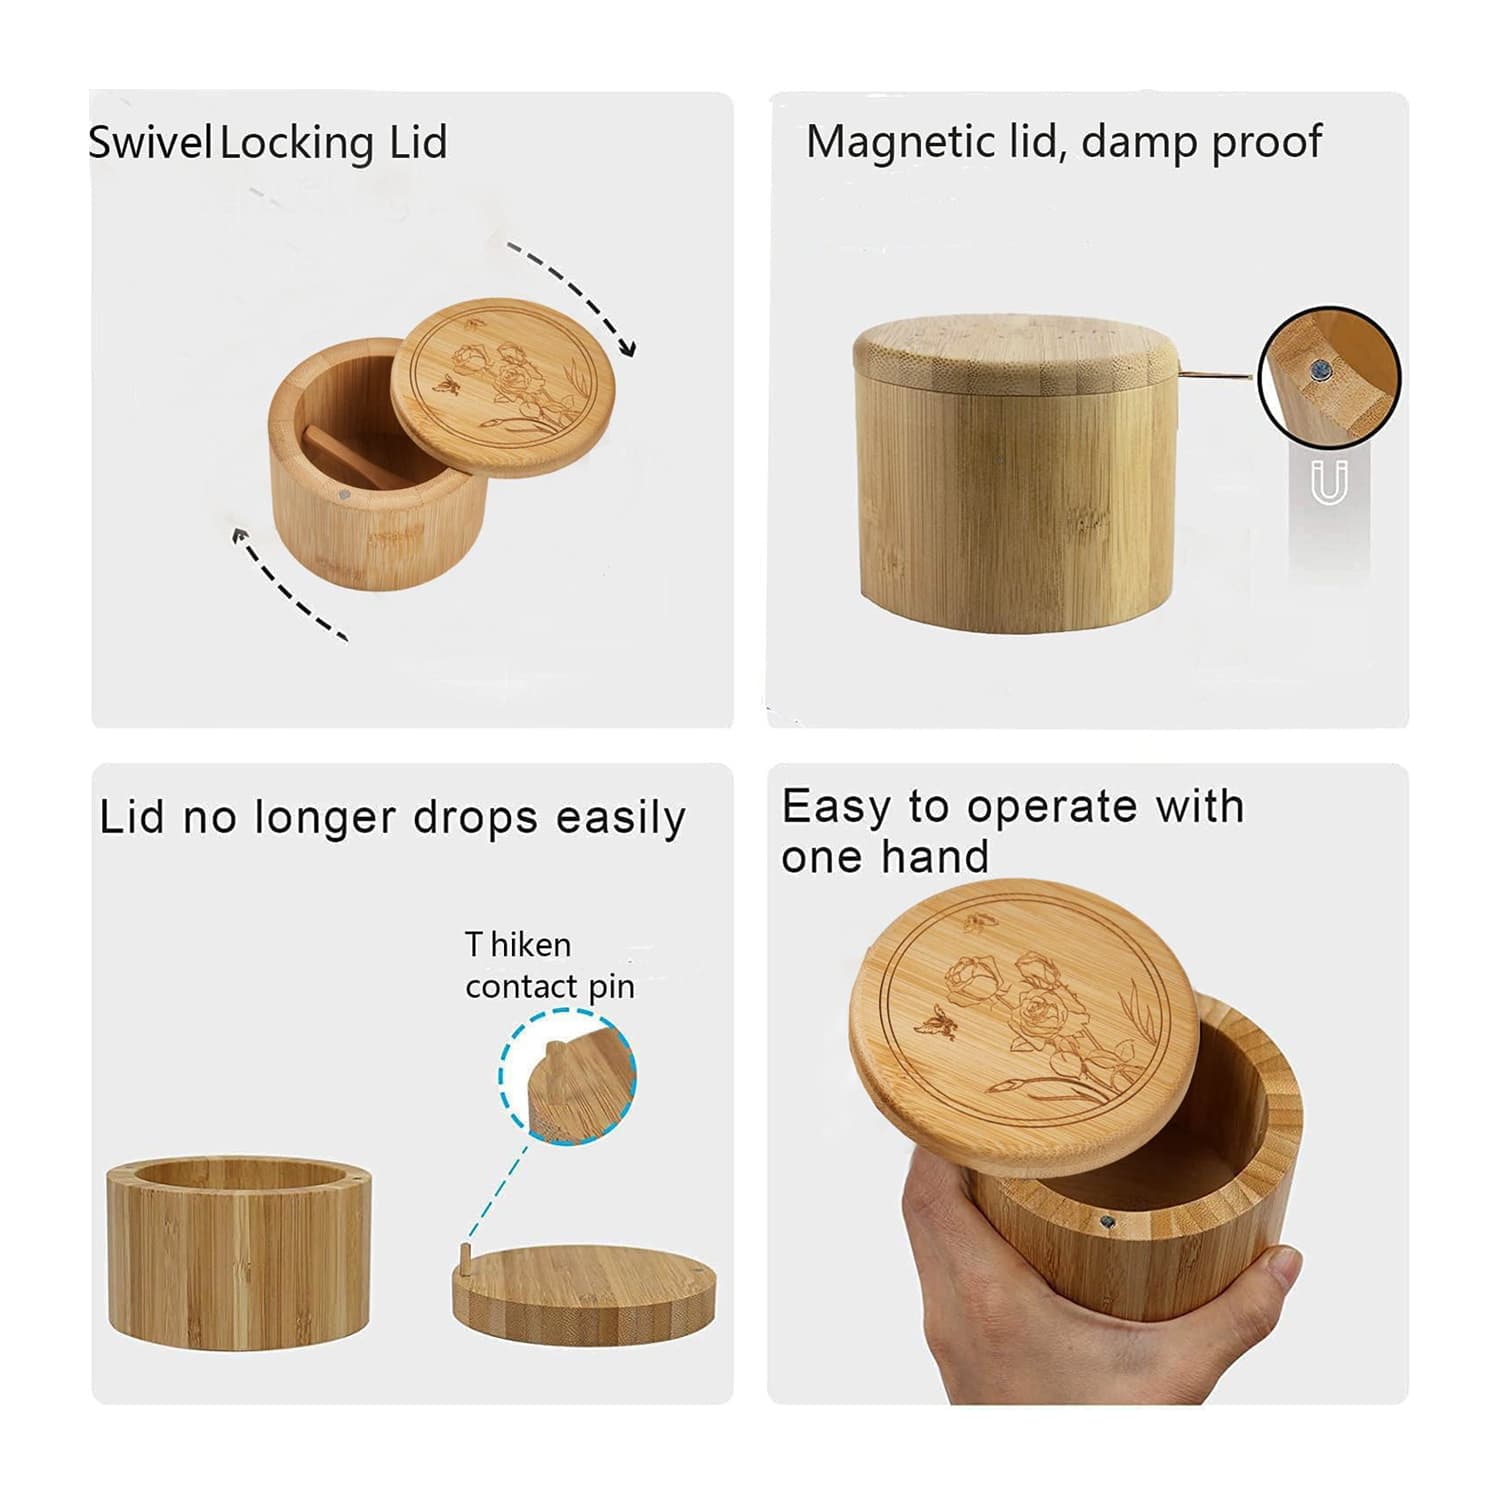 Swivel Locking Lid
Magnetic lid, damp proof
Lid no longer drops easily
Thiken
contact pin
Easy to operate with
one hand